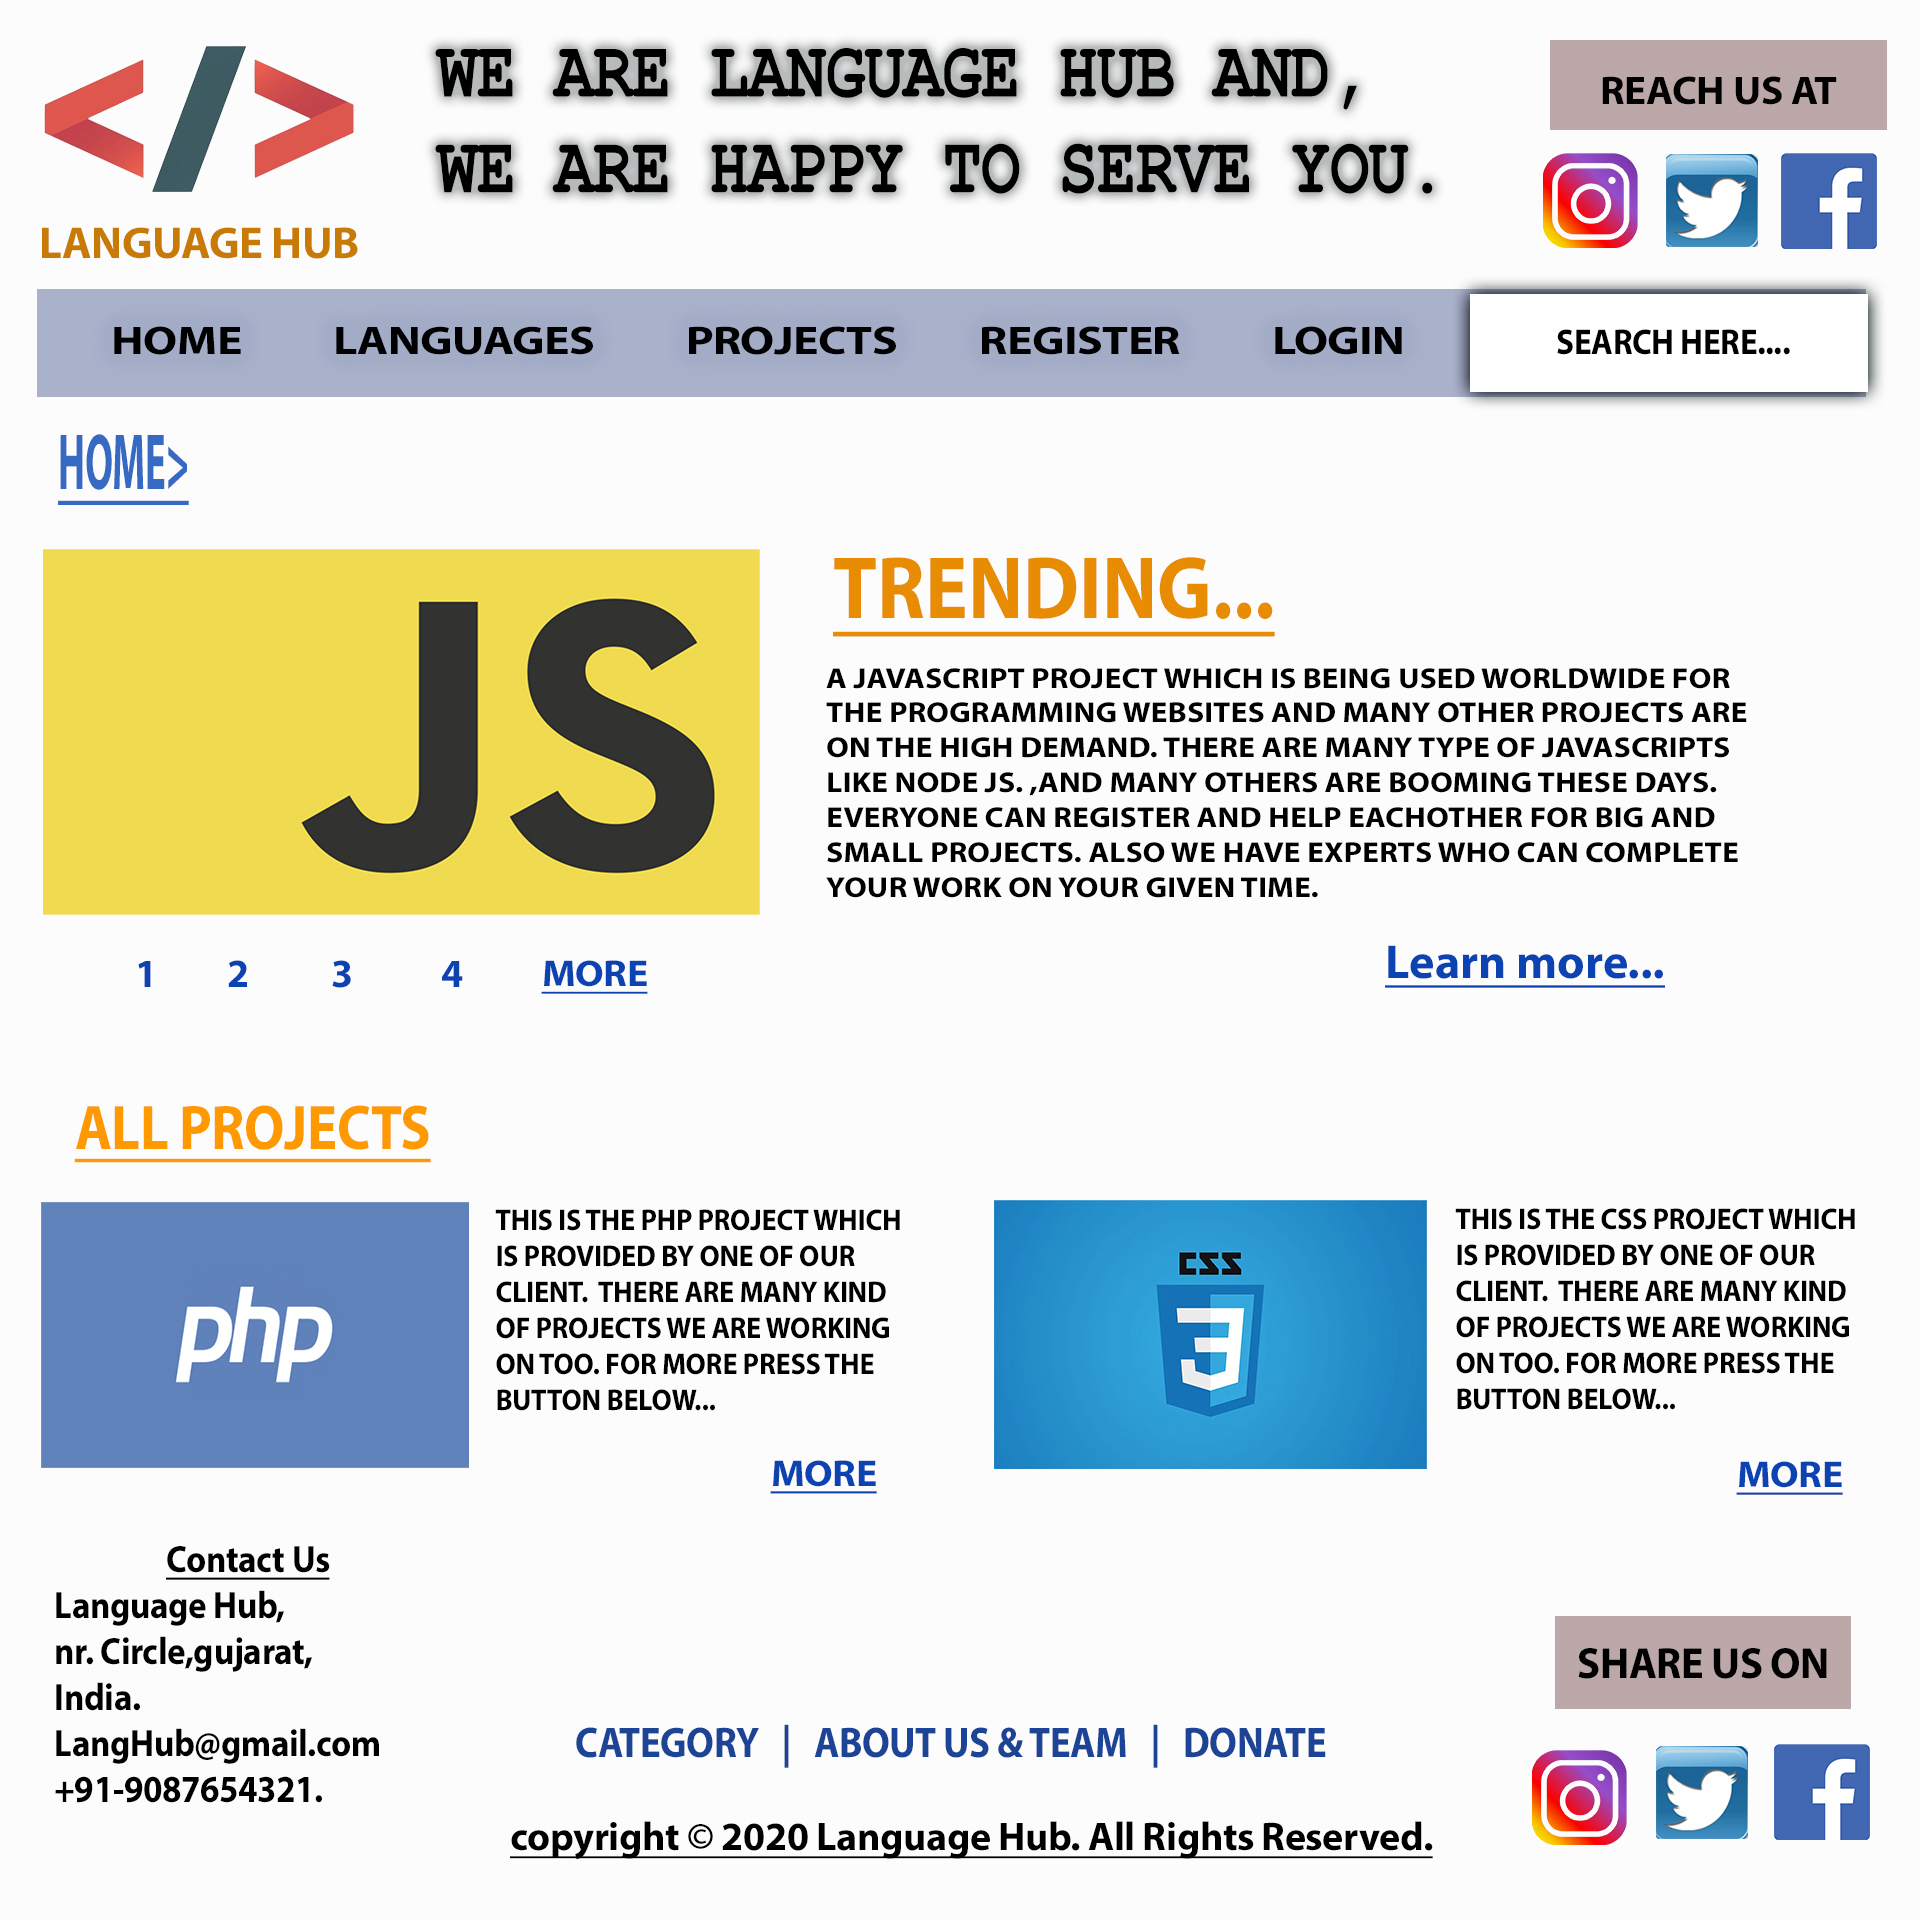 </>
LANGUAGE HUB
WE ARE LANGUAGE HUB AND,
WE ARE HAPPY TO SERVE YOU.
REACH US AT
HOME LANGUAGES PROJECTS REGISTER LOGIN SEARCH HERE....
HOME>
JS
TRENDING...
A JAVASCRIPT PROJECT WHICH IS BEING USED WORLDWIDE FOR
THE PROGRAMMING WEBSITES AND MANY OTHER PROJECTS ARE
ON THE HIGH DEMAND. THERE ARE MANY TYPE OF JAVASCRIPTS
LIKE NODE JS. ,AND MANY OTHERS ARE BOOMING THESE DAYS.
EVERYONE CAN REGISTER AND HELP EACHOTHER FOR BIG AND
SMALL PROJECTS. ALSO WE HAVE EXPERTS WHO CAN COMPLETE
YOUR WORK ON YOUR GIVEN TIME.
1 2 3 4 MORE
Learn more...
ALL PROJECTS
php
THIS IS THE PHP PROJECT WHICH
IS PROVIDED BY ONE OF OUR
CLIENT. THERE ARE MANY KIND
OF PROJECTS WE ARE WORKING
ON TOO. FOR MORE PRESS THE
BUTTON BELOW...
MORE
CSS
3
THIS IS THE CSS PROJECT WHICH
IS PROVIDED BY ONE OF OUR
CLIENT. THERE ARE MANY KIND
OF PROJECTS WE ARE WORKING
ON TOO. FOR MORE PRESS THE
BUTTON BELOW...
MORE
Contact Us
Language Hub,
nr. Circle,gujarat,
India.
LangHub@gmail.com
+91-9087654321.
CATEGORY | ABOUT US & TEAM | DONATE
copyright © 2020 Language Hub. All Rights Reserved.
SHARE US ON